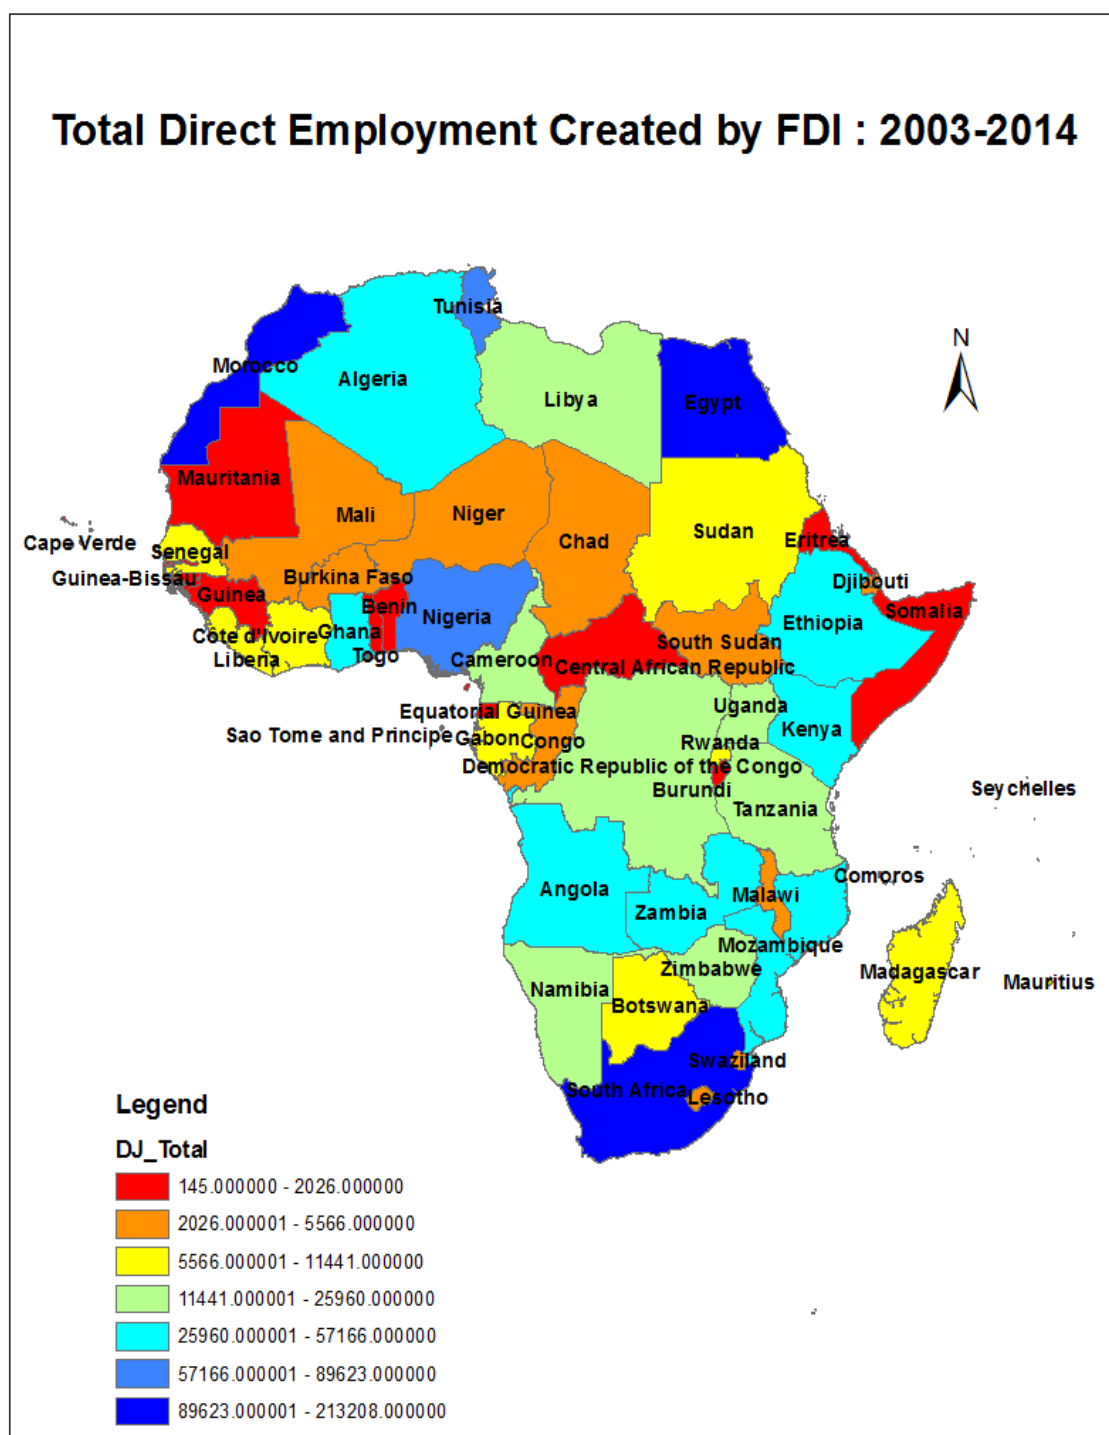 Total Direct Employment Created by FDI : 2003-2014
N
Tunisia
Morocco
Algeria
Libya
Egypt
Mauritania
Mali
Niger
Chad
Sudan
Eritrea
Cape Verde
Senegal
Guinea-Bissau
Guinea
Burkina Faso
Benin
Nigeria
Djibouti
Somalia
Ethiopia
Côte d'Ivoire
Ghana
Liberia
Togo
Cameroon
South Sudan
Central African Republic
Equatorial Guinea
Uganda
Kenya
Sao Tome and Principe
Gabon
Congo
Rwanda
Democratic Republic of the Congo
Burundi
Tanzania
Seychelles
Comoros
Angola
Malawi
Zambia
Mozambique
Zimbabwe
Madagascar
Mauritius
Namibia
Botswana
Swaziland
South Africa
Lesotho
Legend
DJ_Total
145.000000 - 2026.000000
2026.000001 - 5566.000000
5566.000001 - 11441.000000
11441.000001 - 25960.000000
25960.000001 - 57166.000000
57166.000001 - 89623.000000
89623.000001 - 213208.000000